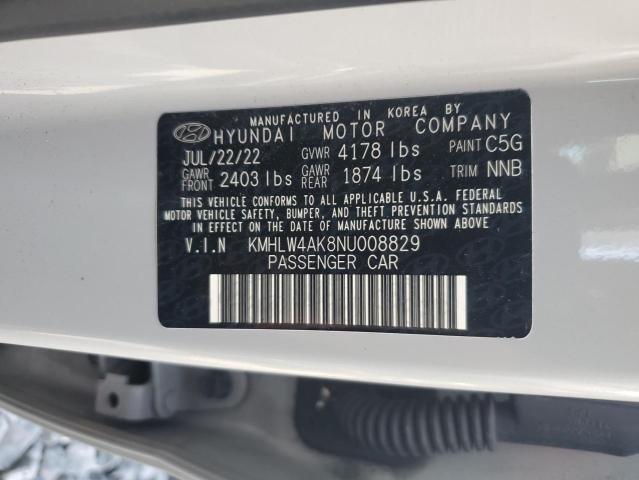 MANUFACTURED IN KOREA BY
HYUNDAI MOTOR COMPANY
JUL/22/22 GVWR 4178 lbs PAINT C5G
GAWR FRONT 2403 lbs GAWR REAR 1874 lbs TRIM NNB
THIS VEHICLE CONFORMS TO ALL APPLICABLE U.S.A. FEDERAL
MOTOR VEHICLE SAFETY, BUMPER, AND THEFT PREVENTION STANDARDS
IN EFFECT ON THE DATE OF MANUFACTURE SHOWN ABOVE
V.I.N KMHLW4AK8NU008829
PASSENGER CAR